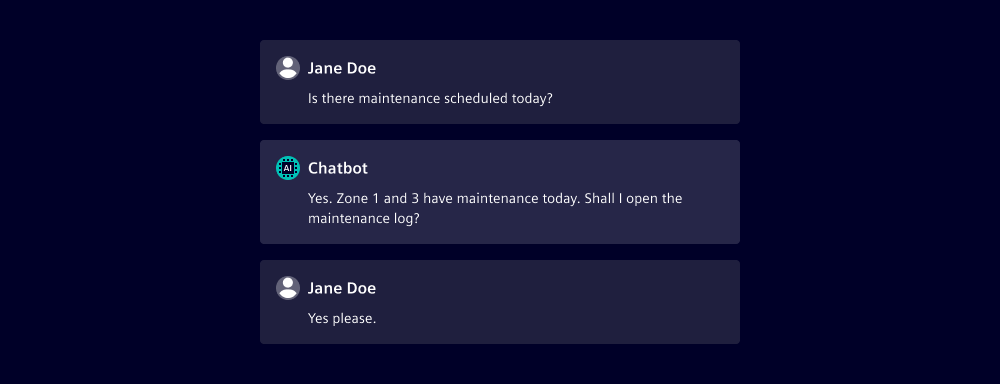 Jane Doe
Is there maintenance scheduled today?
AI
Chatbot
Yes. Zone 1 and 3 have maintenance today. Shall I open the
maintenance log?
Jane Doe
Yes please.